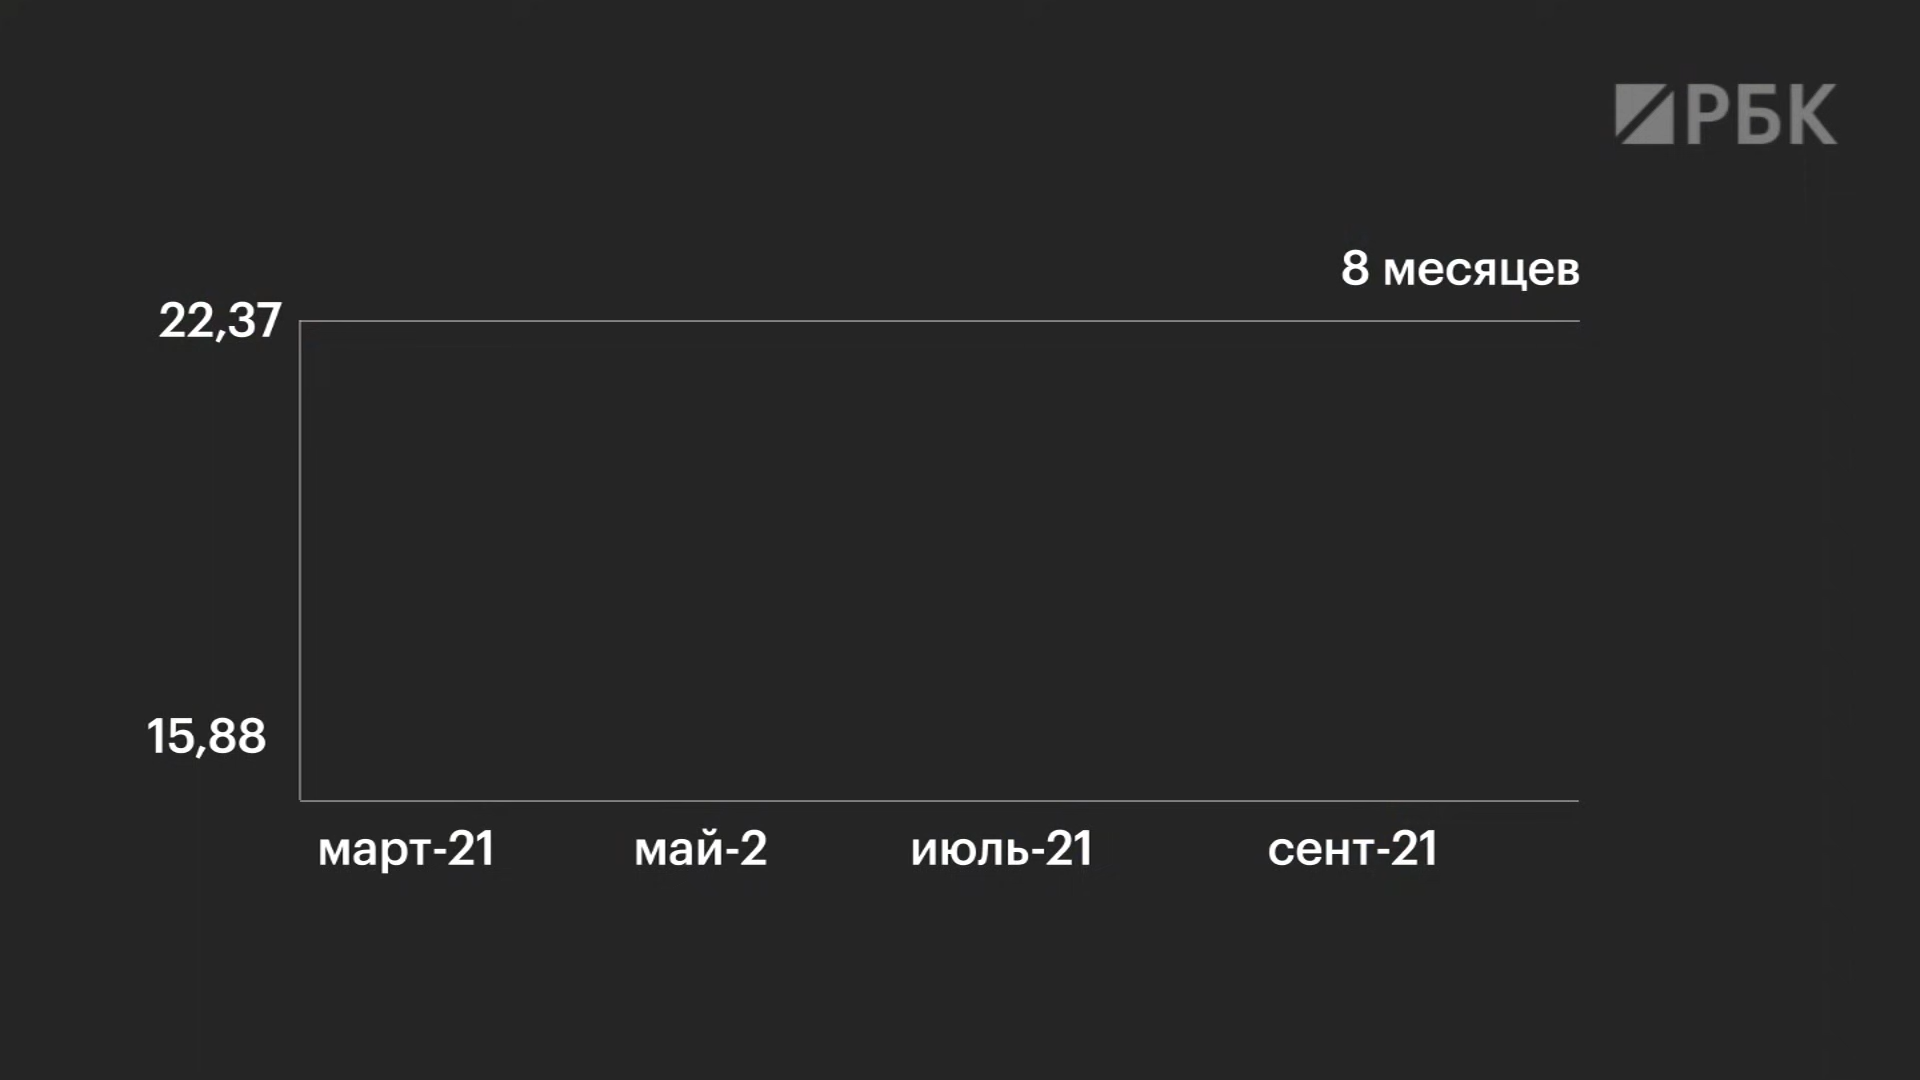 РБК
8 месяцев
22,37
15,88
март-21
май-2
июль-21
сент-21